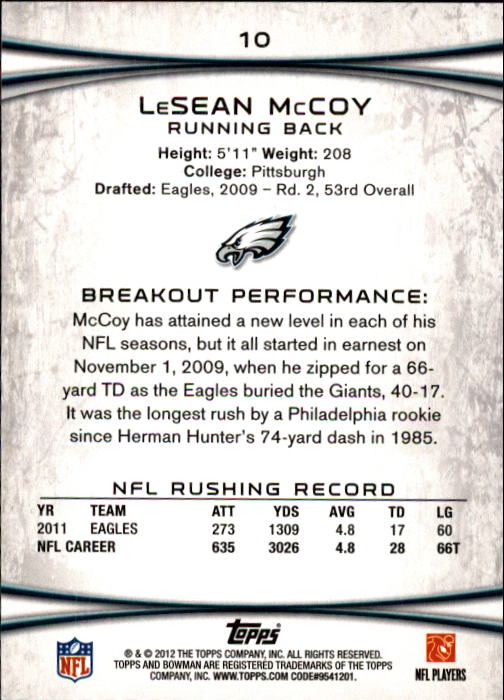 10
LeSEAN McCOY
RUNNING BACK
Height: 5'11" Weight: 208
College: Pittsburgh
Drafted: Eagles, 2009 – Rd. 2, 53rd Overall
BREAKOUT PERFORMANCE:
McCoy has attained a new level in each of his
NFL seasons, but it all started in earnest on
November 1, 2009, when he zipped for a 66-
yard TD as the Eagles buried the Giants, 40-17.
It was the longest rush by a Philadelphia rookie
since Herman Hunter's 74-yard dash in 1985.
NFL RUSHING RECORD
YR TEAM ATT YDS AVG TD LG
2011 EAGLES 273 1309 4.8 17 60
NFL CAREER 635 3026 4.8 28 66T
Topps
® & © 2012 THE TOPPS COMPANY, INC. ALL RIGHTS RESERVED.
TOPPS AND BOWMAN ARE REGISTERED TRADEMARKS OF THE TOPPS
COMPANY, INC. WWW.TOPPS.COM CODE#9541201.
NFL
NFL PLAYERS